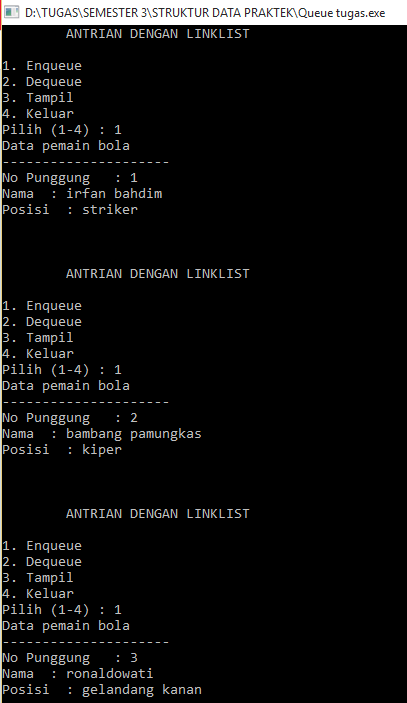 D:\TUGAS\SEMESTER 3\STRUKTUR DATA PRAKTEK\Queue tugas.exe
ANTRIAN DENGAN LINKLIST
1. Enqueue
2. Dequeue
3. Tampil
4. Keluar
Pilih (1-4) : 1
Data pemain bola
---------------------
No Punggung   : 1
Nama  : irfan bahdim
Posisi  : striker
ANTRIAN DENGAN LINKLIST
1. Enqueue
2. Dequeue
3. Tampil
4. Keluar
Pilih (1-4) : 1
Data pemain bola
---------------------
No Punggung   : 2
Nama  : bambang pamungkas
Posisi  : kiper
ANTRIAN DENGAN LINKLIST
1. Enqueue
2. Dequeue
3. Tampil
4. Keluar
Pilih (1-4) : 1
Data pemain bola
---------------------
No Punggung   : 3
Nama  : ronaldowati
Posisi  : gelandang kanan